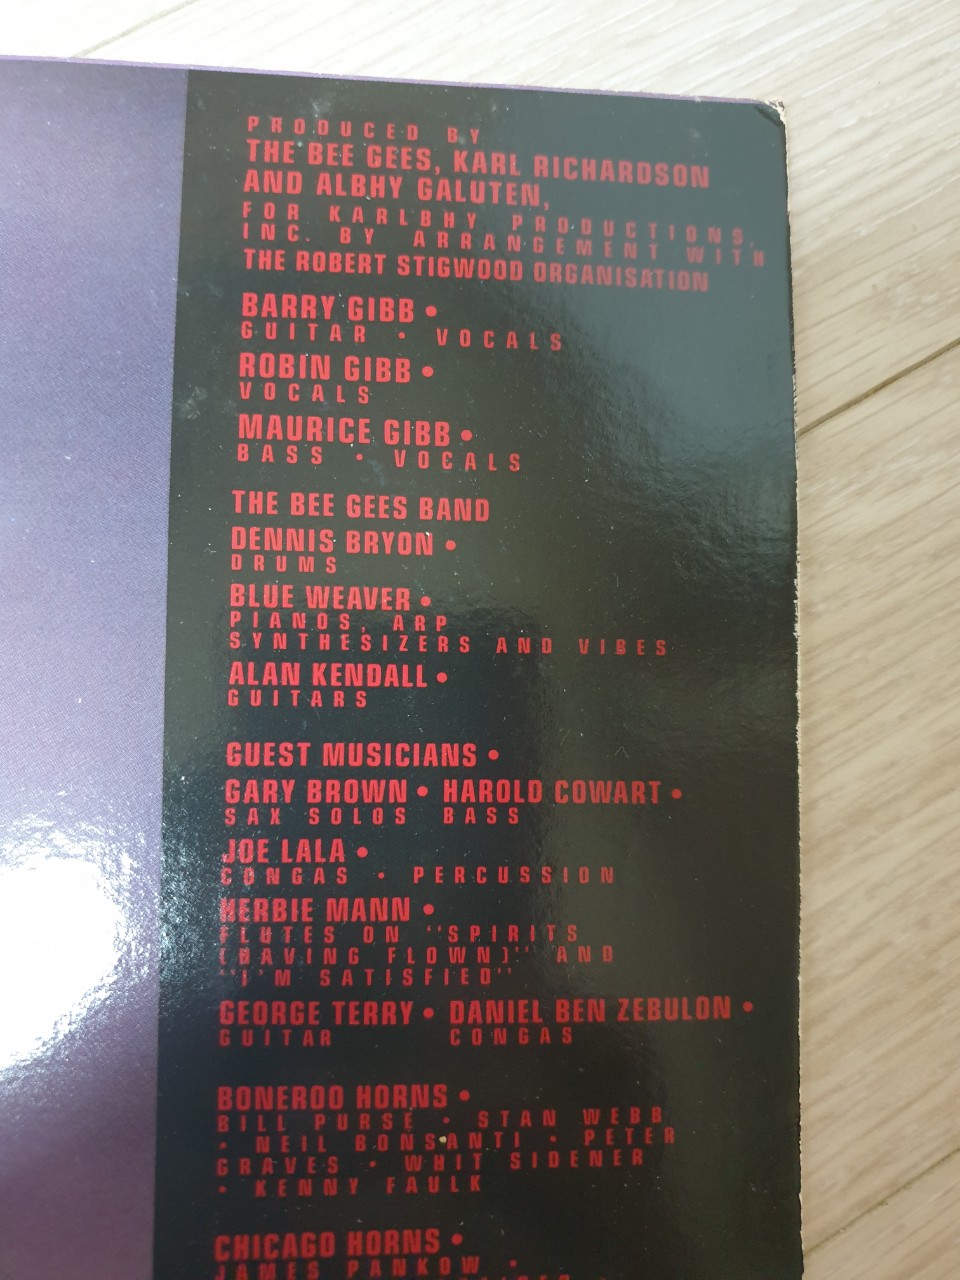 PRODUCED BY
THE BEE GEES, KARL RICHARDSON
AND ALBHY GALUTEN,
FOR KARLBHY PRODUCTIONS,
INC. BY ARRANGEMENT WITH
THE ROBERT STIGWOOD ORGANISATION
BARRY GIBB •
GUITAR • VOCALS
ROBIN GIBB •
VOCALS
MAURICE GIBB •
BASS • VOCALS
THE BEE GEES BAND
DENNIS BRYON •
DRUMS
BLUE WEAVER •
PIANOS, ARP
SYNTHESIZERS AND VIBES
ALAN KENDALL •
GUITARS
GUEST MUSICIANS •
GARY BROWN • HAROLD COWART •
SAX SOLOS BASS
JOE LALA •
CONGAS • PERCUSSION
HERBIE MANN •
FLUTES ON "SPIRITS
(HAVING FLOWN)" AND
"I'M SATISFIED"
GEORGE TERRY • DANIEL BEN ZEBULON •
GUITAR CONGAS
BONEROO HORNS •
BILL PURSE • STAN WEBB
• NEIL BONSANTI • PETER
GRAVES • WHIT SIDENER
• KENNY FAULK
CHICAGO HORNS •
JAMES PANKOW •